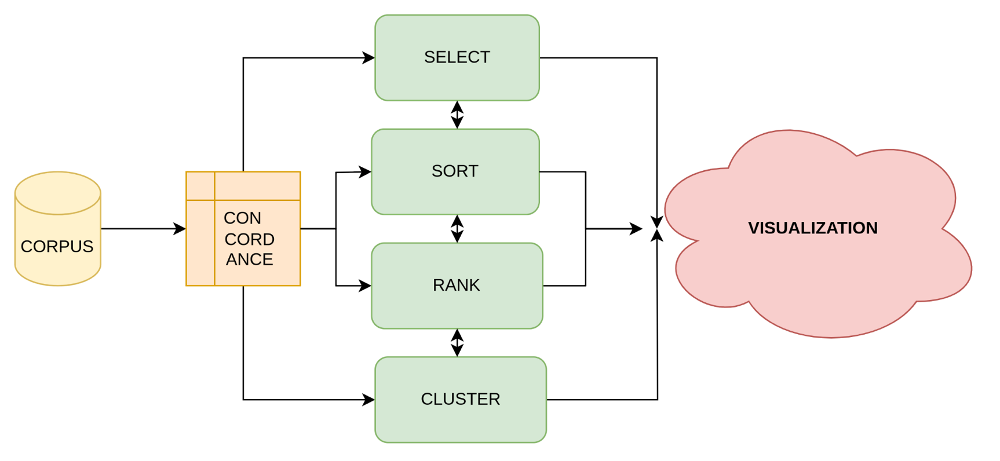 CORPUS
CON
CORD
ANCE
SELECT
SORT
RANK
CLUSTER
VISUALIZATION